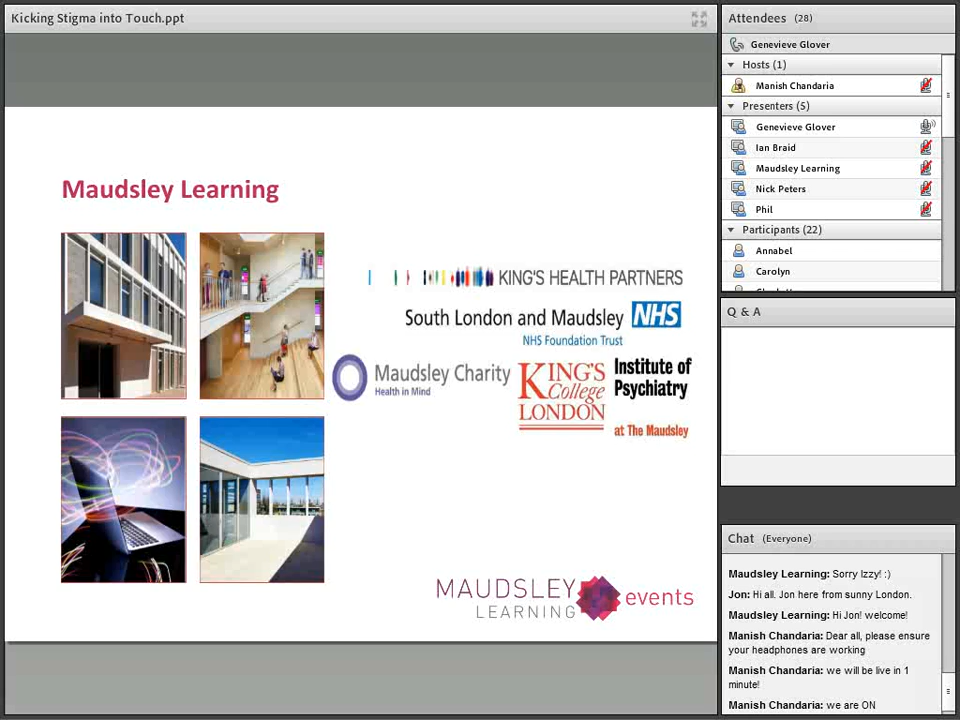 Kicking Stigma into Touch.ppt
Maudsley Learning
KING'S HEALTH PARTNERS
South London and Maudsley NHS
NHS Foundation Trust
Maudsley Charity
Health in Mind
KING'S
College
LONDON
Institute of
Psychiatry
at The Maudsley
MAUDSLEY
LEARNING
events
Attendees (28)
Genevieve Glover
Hosts (1)
Manish Chandaria
Presenters (5)
Genevieve Glover
Ian Braid
Maudsley Learning
Nick Peters
Phil
Participants (22)
Annabel
Carolyn
Q & A
Chat (Everyone)
Maudsley Learning: Sorry Izzy! :)
Jon: Hi all. Jon here from sunny London.
Maudsley Learning: Hi Jon! welcome!
Manish Chandaria: Dear all, please ensure
your headphones are working
Manish Chandaria: we will be live in 1
minute!
Manish Chandaria: we are ON